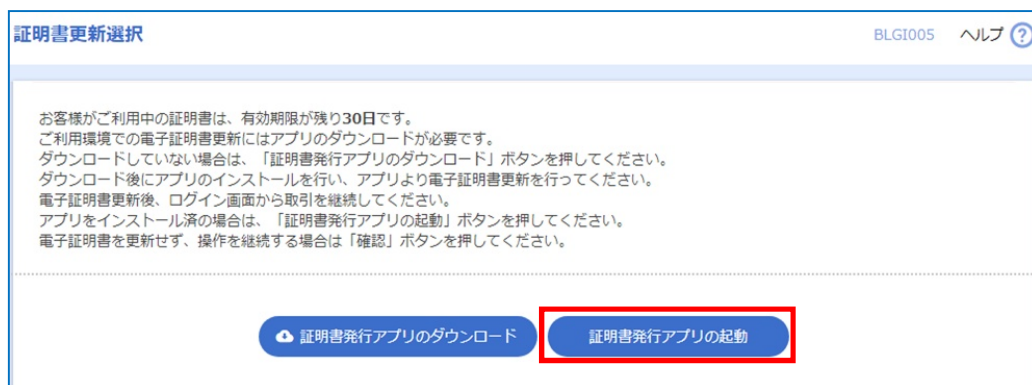 証明書更新選択
BLGI005 ヘルプ ?
お客様がご利用中の証明書は、有効期限が残り30日です。
ご利用環境での電子証明書更新にはアプリのダウンロードが必要です。
ダウンロードしていない場合は、「証明書発行アプリのダウンロード」ボタンを押してください。
ダウンロード後にアプリのインストールを行い、アプリより電子証明書更新を行ってください。
電子証明書更新後、ログイン画面から取引を継続してください。
アプリをインストール済の場合は、「証明書発行アプリの起動」ボタンを押してください。
電子証明書を更新せず、操作を継続する場合は「確認」ボタンを押してください。
証明書発行アプリのダウンロード
証明書発行アプリの起動